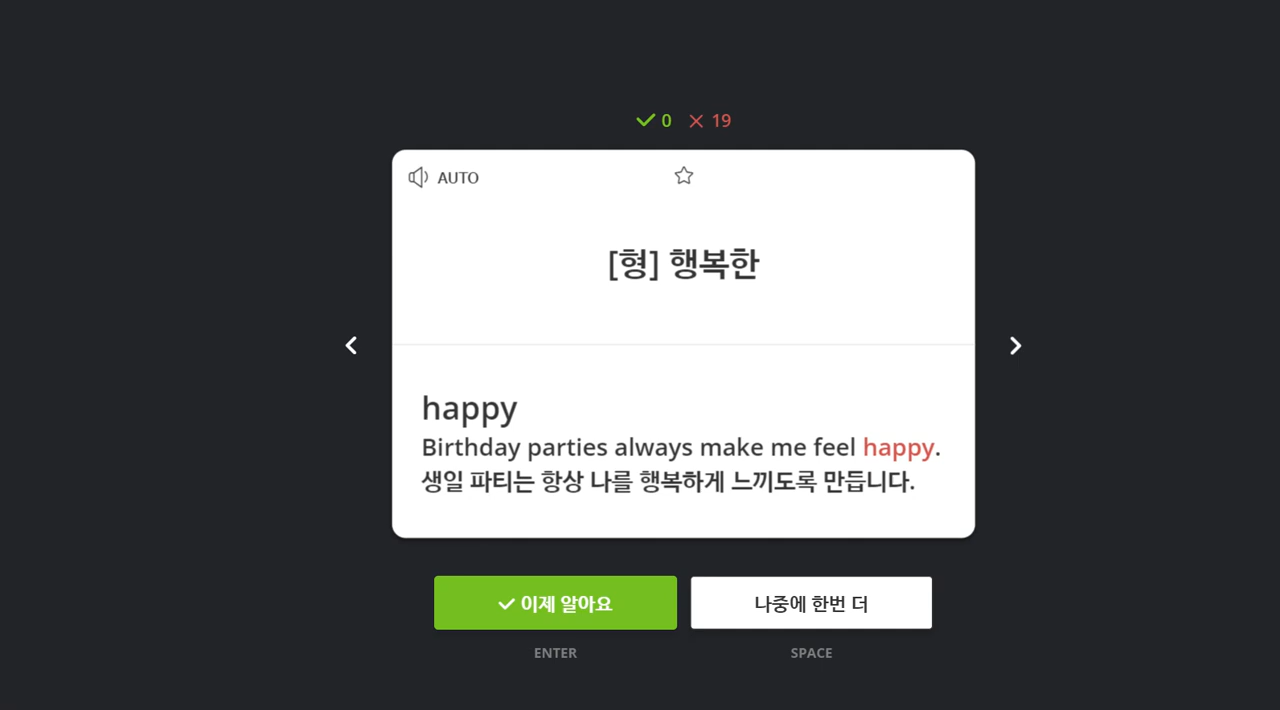 0 19
AUTO
[형] 행복한
happy
Birthday parties always make me feel happy.
생일 파티는 항상 나를 행복하게 느끼도록 만듭니다.
이제 알아요 나중에 한번 더
ENTER SPACE